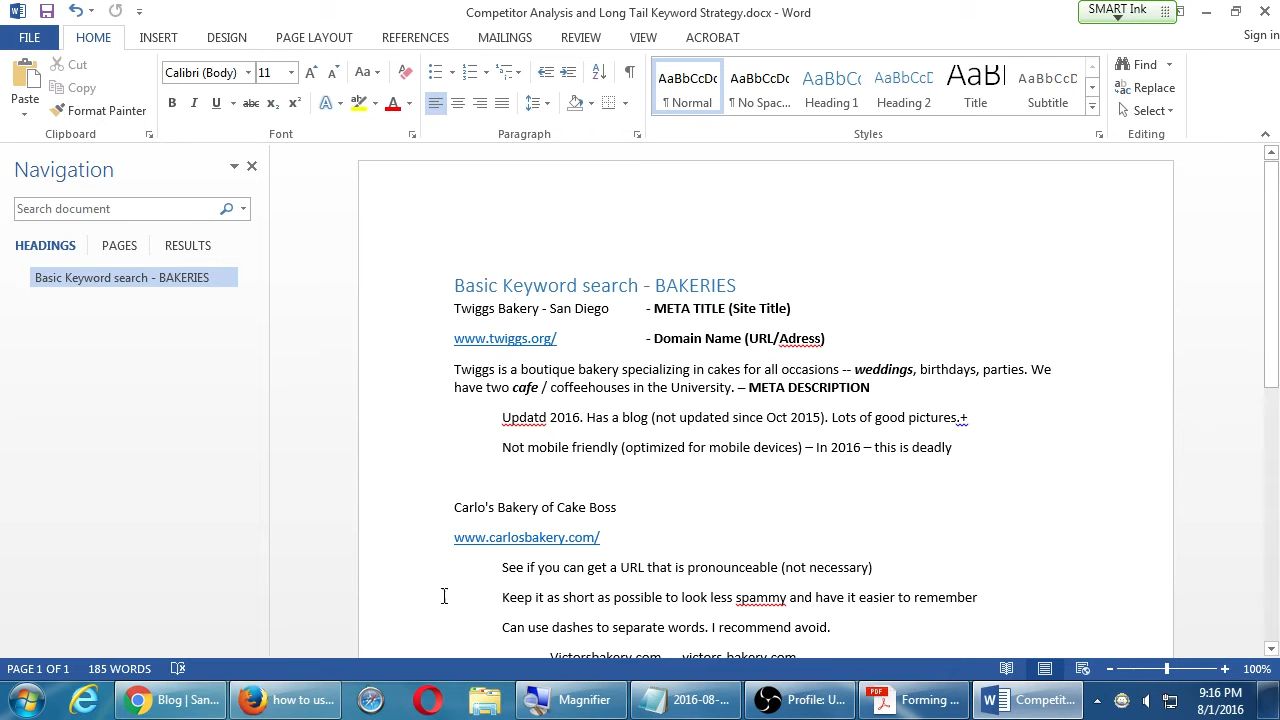 Competitor Analysis and Long Tail Keyword Strategy.docx - Word
SMART Ink
Sign in
FILE HOME INSERT DESIGN PAGE LAYOUT REFERENCES MAILINGS REVIEW VIEW ACROBAT
Paste
Cut
Copy
Format Painter
Clipboard
Calibri (Body) 11
Font
Paragraph
AaBbCcDc AaBbCcDc AaBbCc AaBbCcD AaBl AaBbCcD
¶ Normal ¶ No Spac... Heading 1 Heading 2 Title Subtitle
Styles
Find
Replace
Select
Editing
Navigation
Search document
HEADINGS PAGES RESULTS
Basic Keyword search - BAKERIES
Basic Keyword search - BAKERIES
Twiggs Bakery - San Diego - META TITLE (Site Title)
www.twiggs.org/ - Domain Name (URL/Adress)
Twiggs is a boutique bakery specializing in cakes for all occasions -- weddings, birthdays, parties. We
have two cafe / coffeehouses in the University. – META DESCRIPTION
Updatd 2016. Has a blog (not updated since Oct 2015). Lots of good pictures.+
Not mobile friendly (optimized for mobile devices) – In 2016 – this is deadly
Carlo's Bakery of Cake Boss
www.carlosbakery.com/
See if you can get a URL that is pronounceable (not necessary)
Keep it as short as possible to look less spammy and have it easier to remember
Can use dashes to separate words. I recommend avoid.
Victorsbakery.com victors-bakery.com
PAGE 1 OF 1 185 WORDS 100%
Blog | San... how to us... Magnifier 2016-08-... Profile: U... Forming ... Competit...
9:16 PM
8/1/2016